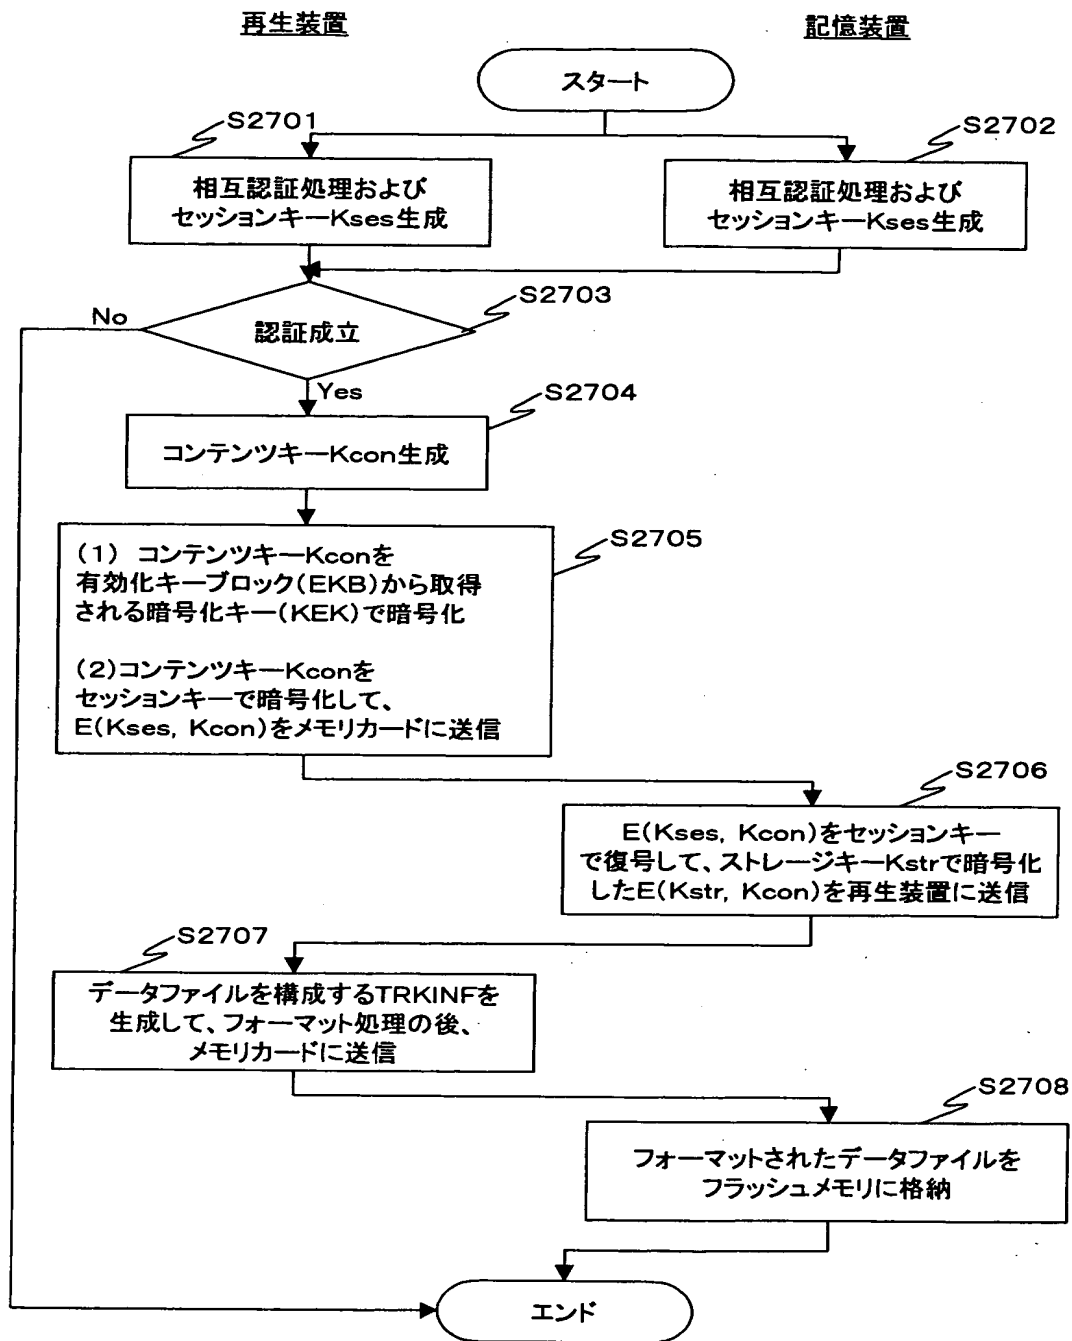 再生装置
記憶装置
スタート
S2701
S2702
相互認証処理および
セッションキーKses生成
相互認証処理および
セッションキーKses生成
S2703
No
認証成立
Yes
S2704
コンテンツキーKcon生成
S2705
(1) コンテンツキーKconを
有効化キーブロック(EKB)から取得
される暗号化キー(KEK)で暗号化
(2)コンテンツキーKconを
セッションキーで暗号化して、
E(Kses, Kcon)をメモリカードに送信
S2706
E(Kses, Kcon)をセッションキー
で復号して、ストレージキーKstrで暗号化
したE(Kstr, Kcon)を再生装置に送信
S2707
データファイルを構成するTRKINFを
生成して、フォーマット処理の後、
メモリカードに送信
S2708
フォーマットされたデータファイルを
フラッシュメモリに格納
エンド